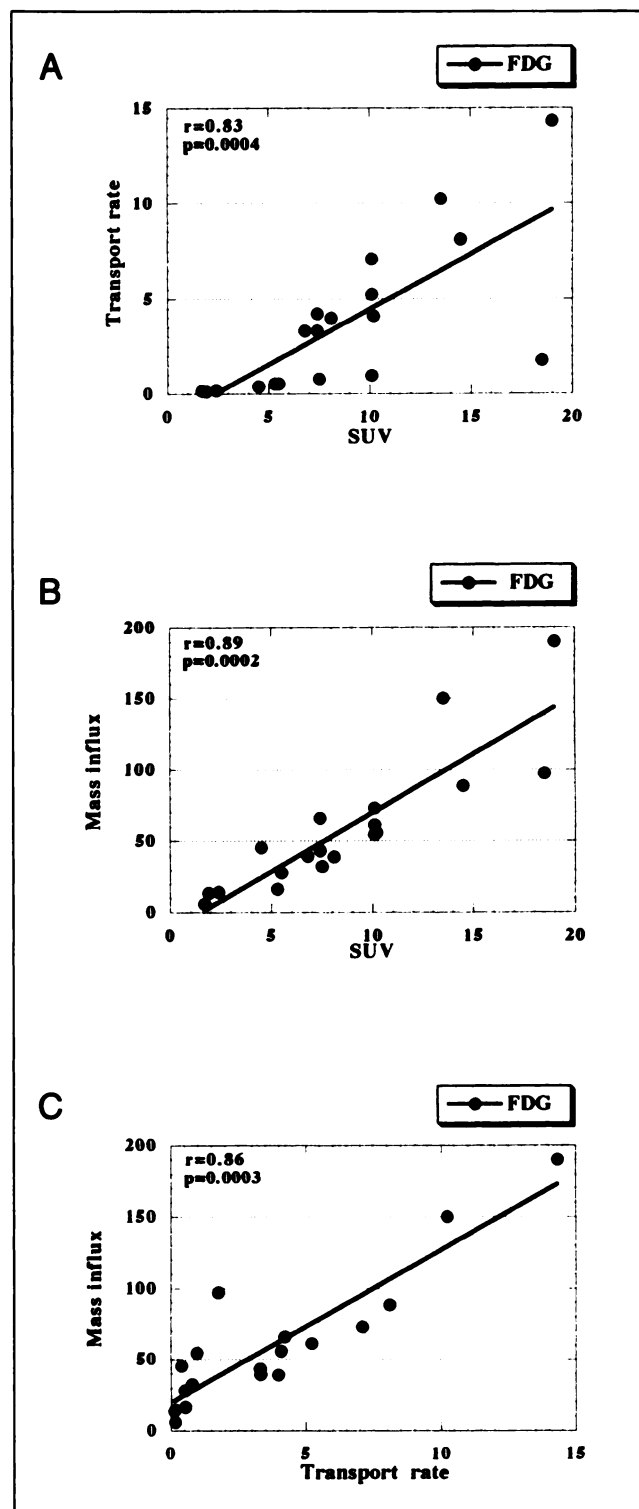 A
FDG
r=0.83
p=0.0004
Transport rate
15
10
5
0
0 5 10 15 20
SUV
B
FDG
r=0.89
p=0.0002
Mass influx
200
150
100
50
0
0 5 10 15 20
SUV
C
FDG
r=0.86
p=0.0003
Mass influx
200
150
100
50
0
0 5 10 15
Transport rate